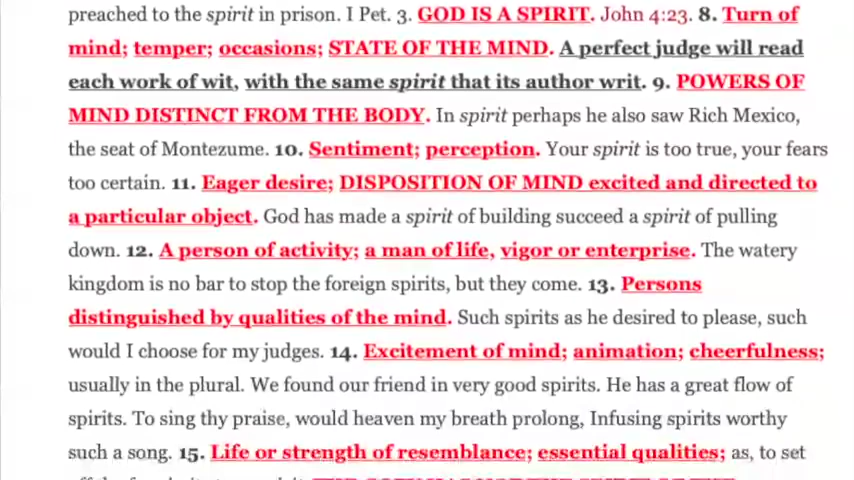 preached to the spirit in prison. I Pet. 3. GOD IS A SPIRIT. John 4:23. 8. Turn of
mind; temper; occasions; STATE OF THE MIND. A perfect judge will read
each work of wit, with the same spirit that its author writ. 9. POWERS OF
MIND DISTINCT FROM THE BODY. In spirit perhaps he also saw Rich Mexico,
the seat of Montezume. 10. Sentiment; perception. Your spirit is too true, your fears
too certain. 11. Eager desire; DISPOSITION OF MIND excited and directed to
a particular object. God has made a spirit of building succeed a spirit of pulling
down. 12. A person of activity; a man of life, vigor or enterprise. The watery
kingdom is no bar to stop the foreign spirits, but they come. 13. Persons
distinguished by qualities of the mind. Such spirits as he desired to please, such
would I choose for my judges. 14. Excitement of mind; animation; cheerfulness;
usually in the plural. We found our friend in very good spirits. He has a great flow of
spirits. To sing thy praise, would heaven my breath prolong, Infusing spirits worthy
such a song. 15. Life or strength of resemblance; essential qualities; as, to set